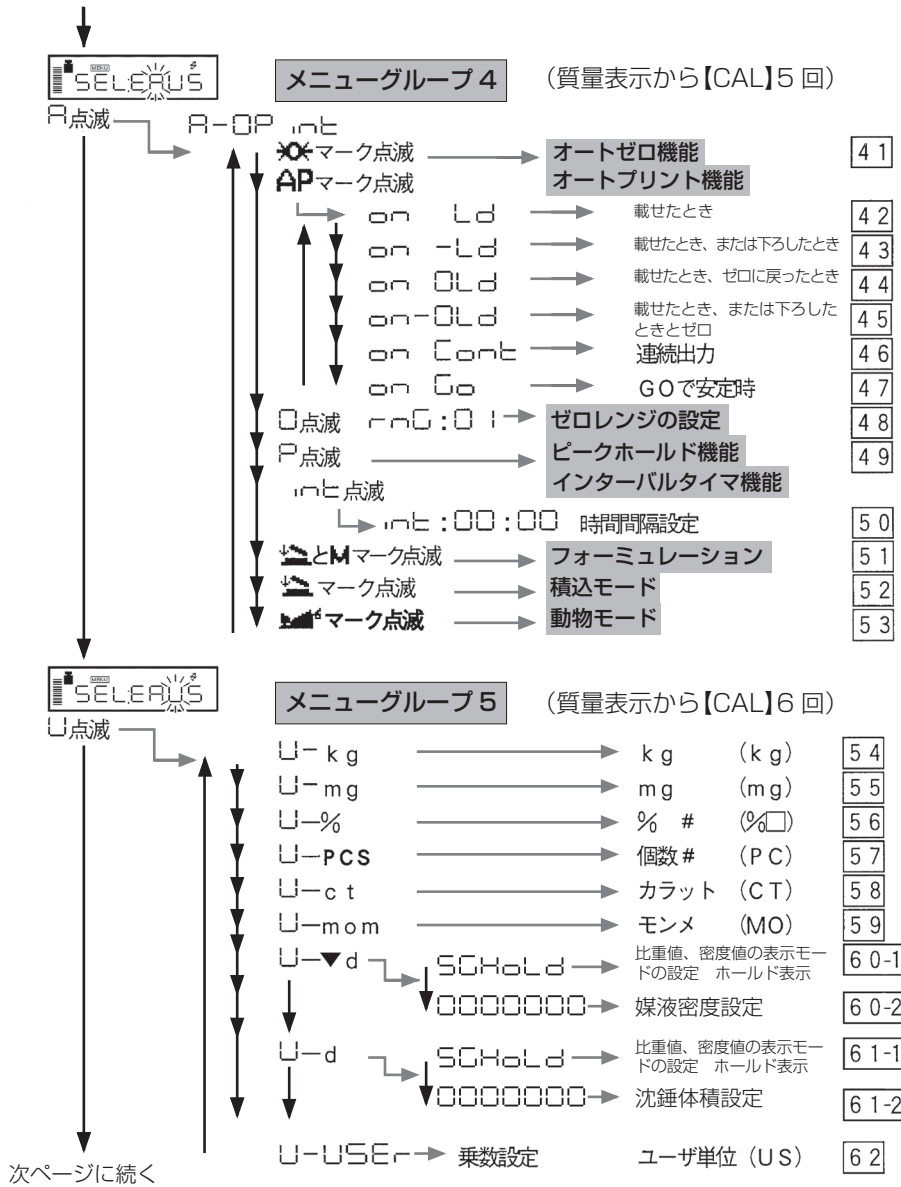 MENU
SELEAUS
メニューグループ4 (質量表示から【CAL】5回)
A点滅
A-OP int
マーク点滅 オートゼロ機能 41
APマーク点滅 オートプリント機能
on Ld 載せたとき 42
on -Ld 載せたとき、または下ろしたとき 43
on 0Ld 載せたとき、ゼロに戻ったとき 44
on-0Ld 載せたとき、または下ろした
ときとゼロ 45
on Cont 連続出力 46
on Go GOで安定時 47
0点滅 rnG:01 ゼロレンジの設定 48
P点滅 ピークホールド機能 49
インターバルタイマ機能
int点滅
int:00:00 時間間隔設定 50
とMマーク点滅 フォーミュレーション 51
マーク点滅 積込モード 52
マーク点滅 動物モード 53
MENU
SELEAUS
メニューグループ5 (質量表示から【CAL】6回)
U点滅
U-kg kg (kg) 54
U-mg mg (mg) 55
U-% % # (%□) 56
U-PCS 個数# (PC) 57
U-ct カラット (CT) 58
U-mom モンメ (MO) 59
U-▼d SGHoLd 比重値、密度値の表示モー
ドの設定 ホールド表示 60-1
0000000 媒液密度設定 60-2
U-d SGHoLd 比重値、密度値の表示モー
ドの設定 ホールド表示 61-1
0000000 沈錘体積設定 61-2
U-USEr 乗数設定 ユーザ単位(US) 62
次ページに続く